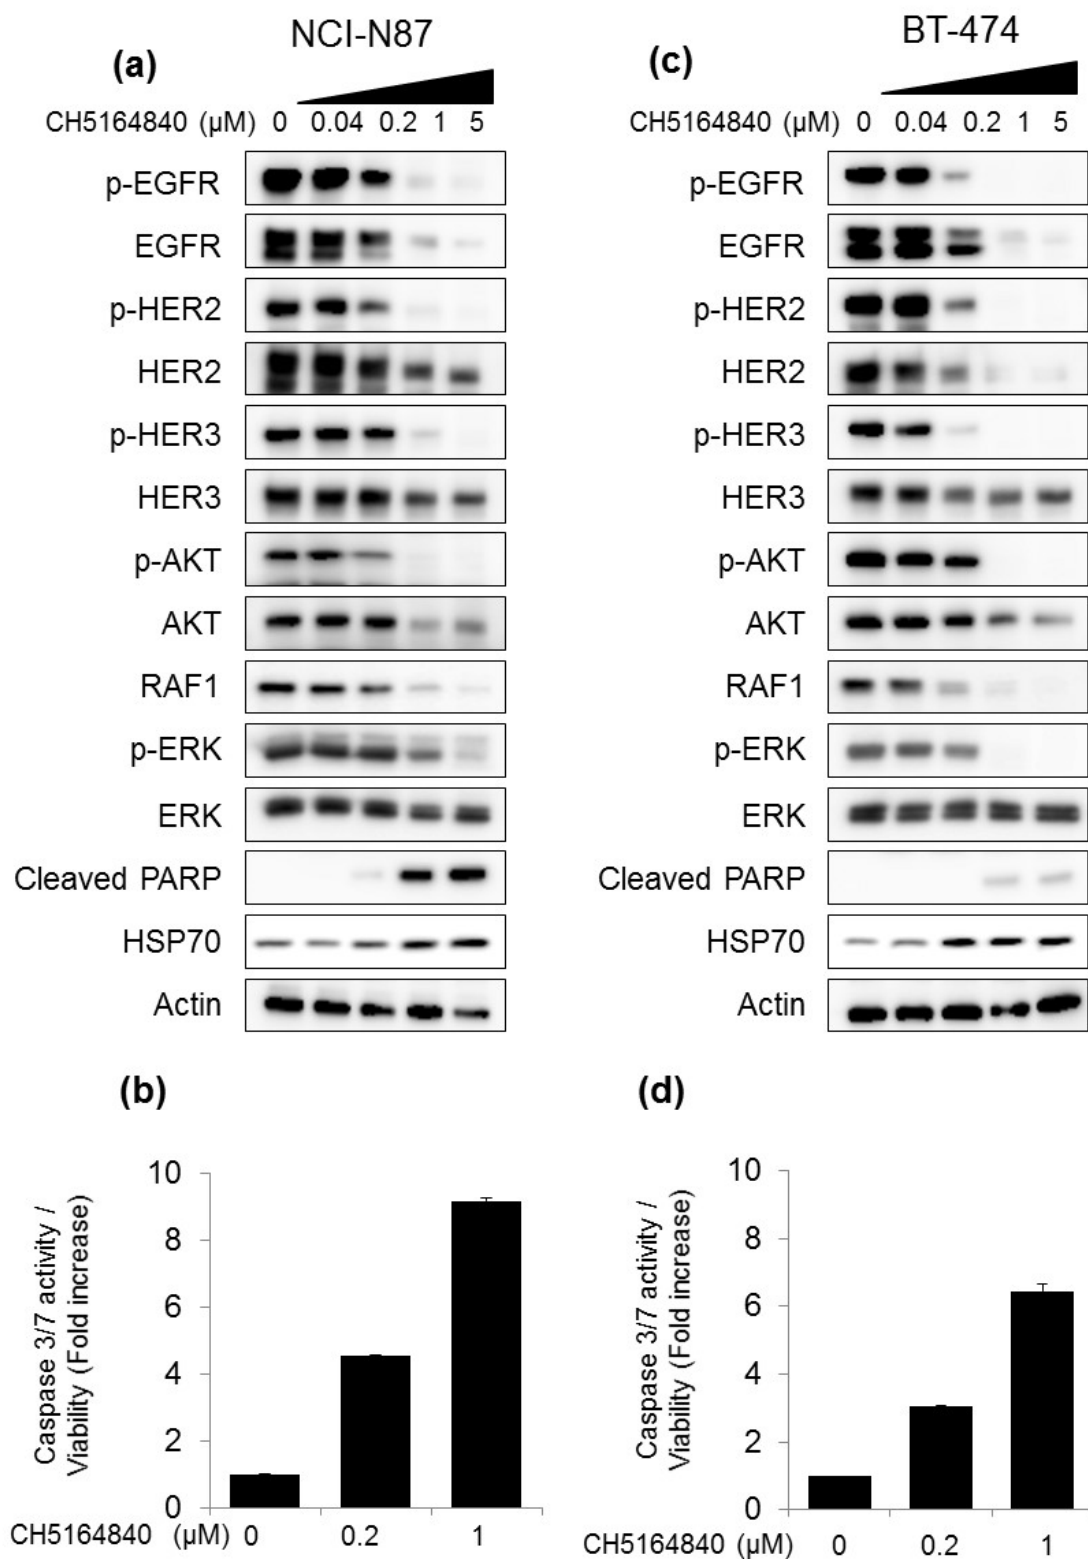 NCI-N87
(a)
CH5164840 (µM) 0 0.04 0.2 1 5
p-EGFR
EGFR
p-HER2
HER2
p-HER3
HER3
p-AKT
AKT
RAF1
p-ERK
ERK
Cleaved PARP
HSP70
Actin
BT-474
(c)
CH5164840 (µM) 0 0.04 0.2 1 5
p-EGFR
EGFR
p-HER2
HER2
p-HER3
HER3
p-AKT
AKT
RAF1
p-ERK
ERK
Cleaved PARP
HSP70
Actin
(b)
Caspase 3/7 activity /
Viability (Fold increase)
10
8
6
4
2
0
CH5164840 (µM) 0 0.2 1
(d)
Caspase 3/7 activity /
Viability (Fold increase)
10
8
6
4
2
0
CH5164840 (µM) 0 0.2 1